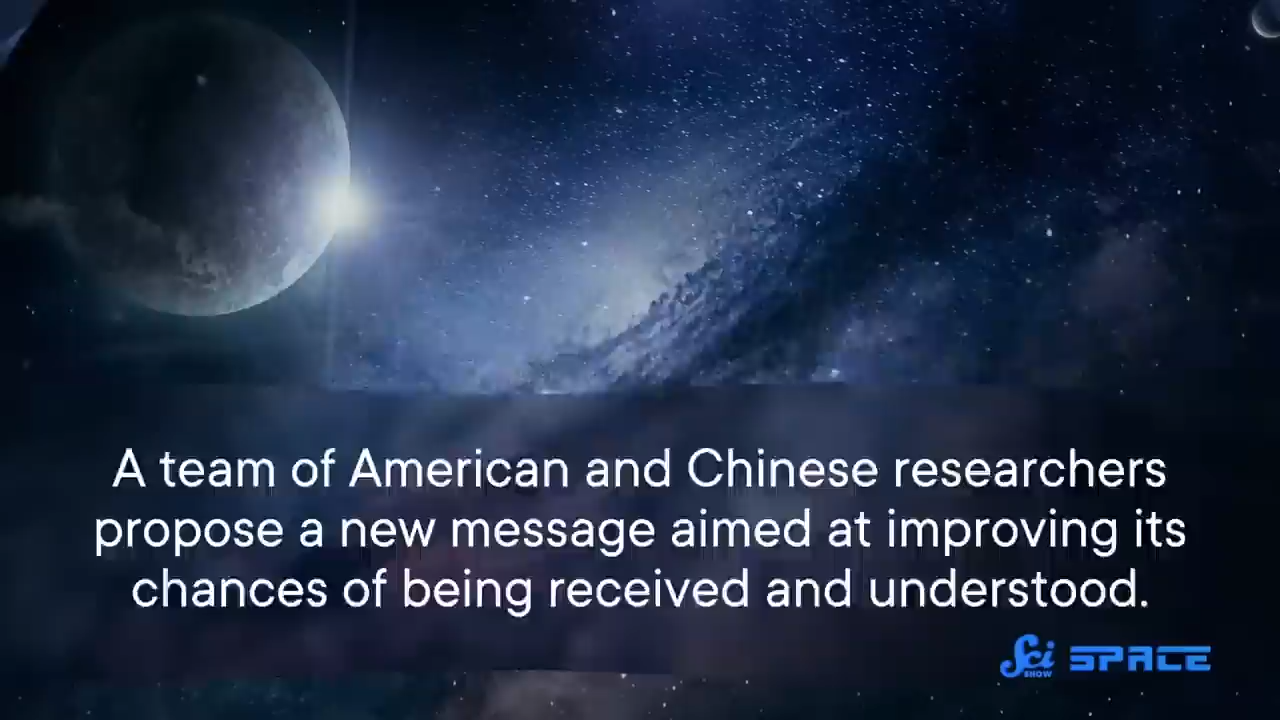 A team of American and Chinese researchers
propose a new message aimed at improving its
chances of being received and understood.
Sci SPACE
SHOW